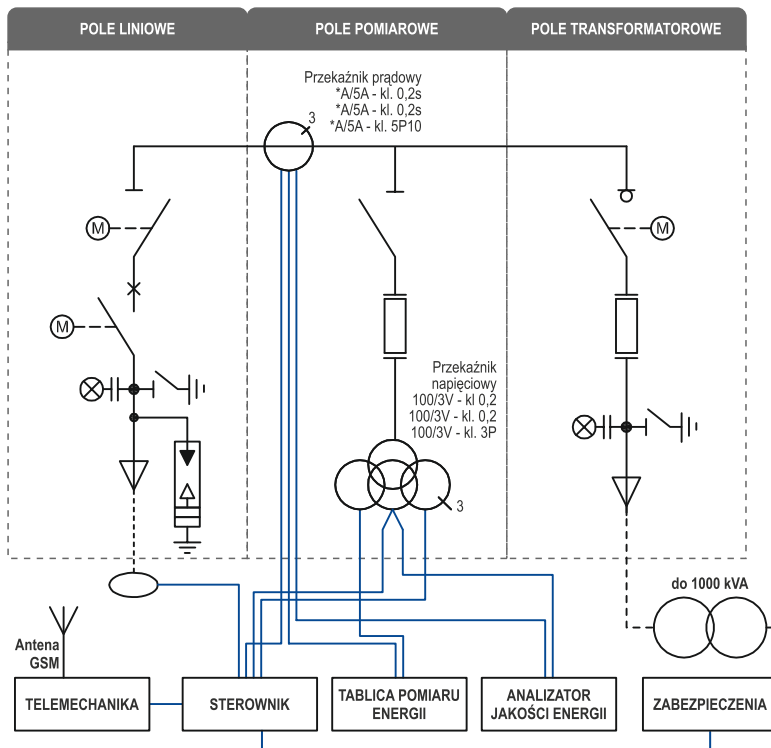 POLE LINIOWE
POLE POMIAROWE
POLE TRANSFORMATOROWE
Przekaźnik prądowy
*A/5A - kl. 0,2s
*A/5A - kl. 0,2s
*A/5A - kl. 5P10
3
M
M
M
Przekaźnik
napięciowy
100/3V - kl 0,2
100/3V - kl. 0,2
100/3V - kl. 3P
3
do 1000 kVA
Antena
GSM
TELEMECHANIKA
STEROWNIK
TABLICA POMIARU
ENERGII
ANALIZATOR
JAKOŚCI ENERGII
ZABEZPIECZENIA